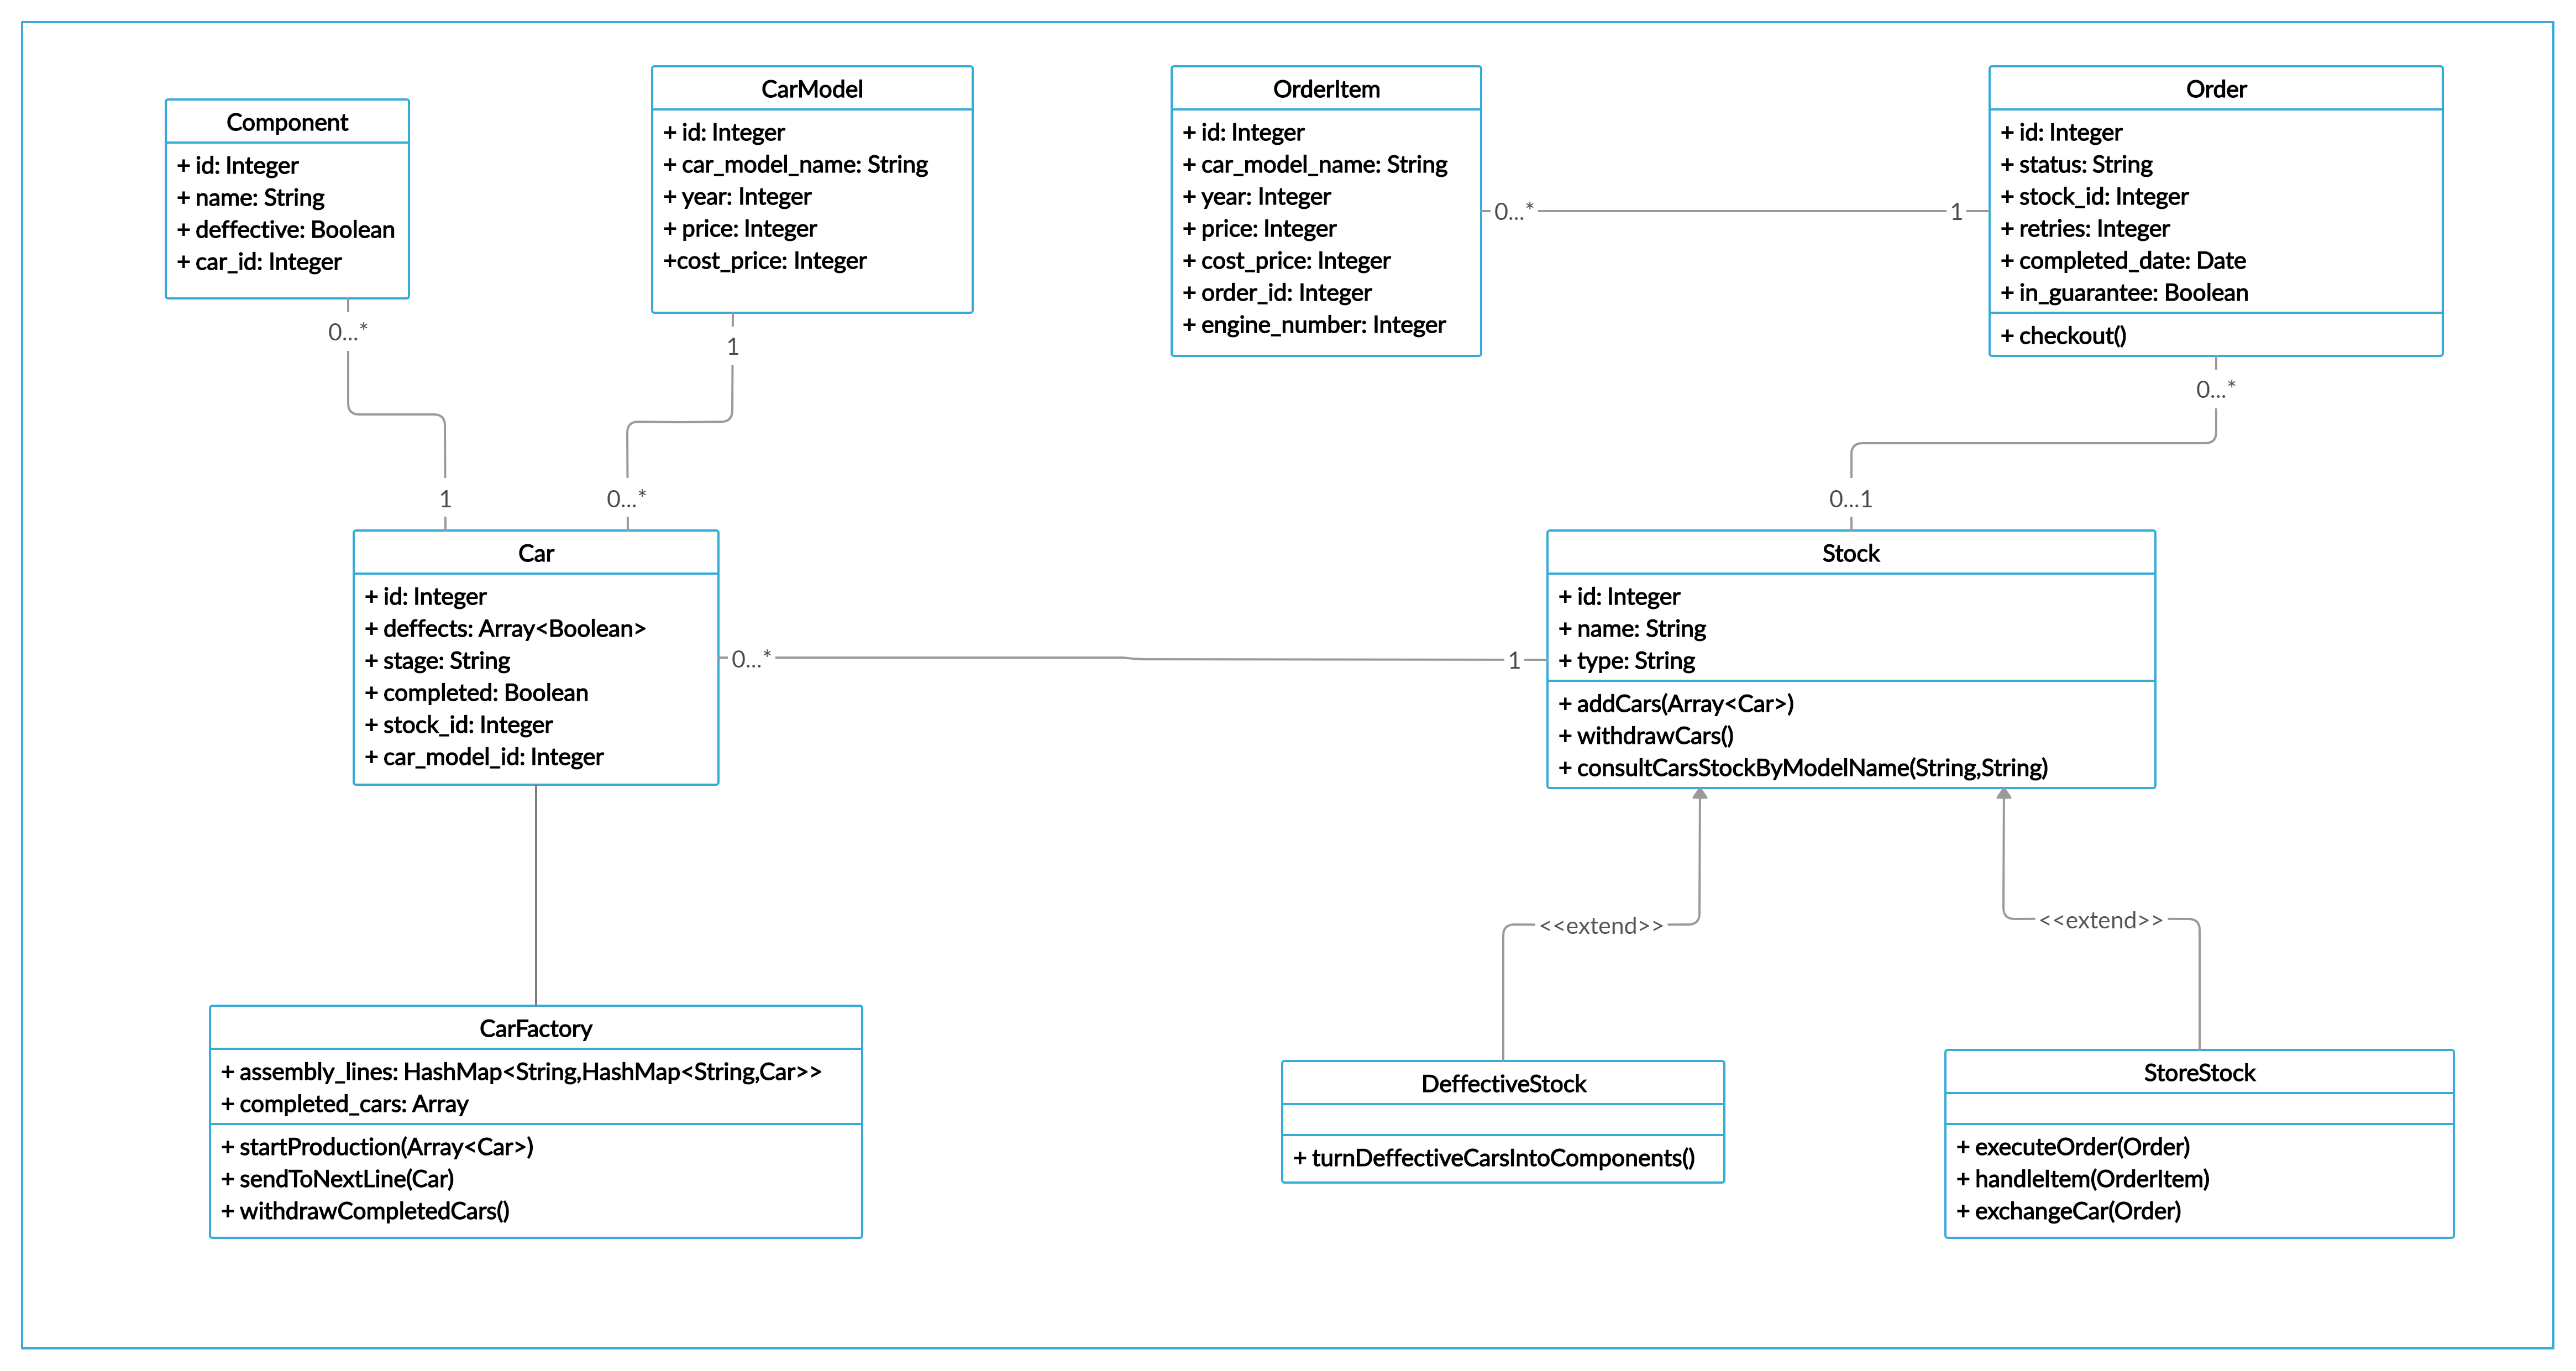 Component
+ id: Integer
+ name: String
+ deffective: Boolean
+ car_id: Integer
0...*
1
CarModel
+ id: Integer
+ car_model_name: String
+ year: Integer
+ price: Integer
+cost_price: Integer
1
0...*
OrderItem
+ id: Integer
+ car_model_name: String
+ year: Integer
+ price: Integer
+ cost_price: Integer
+ order_id: Integer
+ engine_number: Integer
0...*
1
Order
+ id: Integer
+ status: String
+ stock_id: Integer
+ retries: Integer
+ completed_date: Date
+ in_guarantee: Boolean
+ checkout()
0...*
0...1
Car
+ id: Integer
+ deffects: Array<Boolean>
+ stage: String
+ completed: Boolean
+ stock_id: Integer
+ car_model_id: Integer
0...*
1
Stock
+ id: Integer
+ name: String
+ type: String
+ addCars(Array<Car>)
+ withdrawCars()
+ consultCarsStockByModelName(String,String)
<<extend>>
<<extend>>
CarFactory
+ assembly_lines: HashMap<String,HashMap<String,Car>>
+ completed_cars: Array
+ startProduction(Array<Car>)
+ sendToNextLine(Car)
+ withdrawCompletedCars()
DeffectiveStock
+ turnDeffectiveCarsIntoComponents()
StoreStock
+ executeOrder(Order)
+ handleItem(OrderItem)
+ exchangeCar(Order)